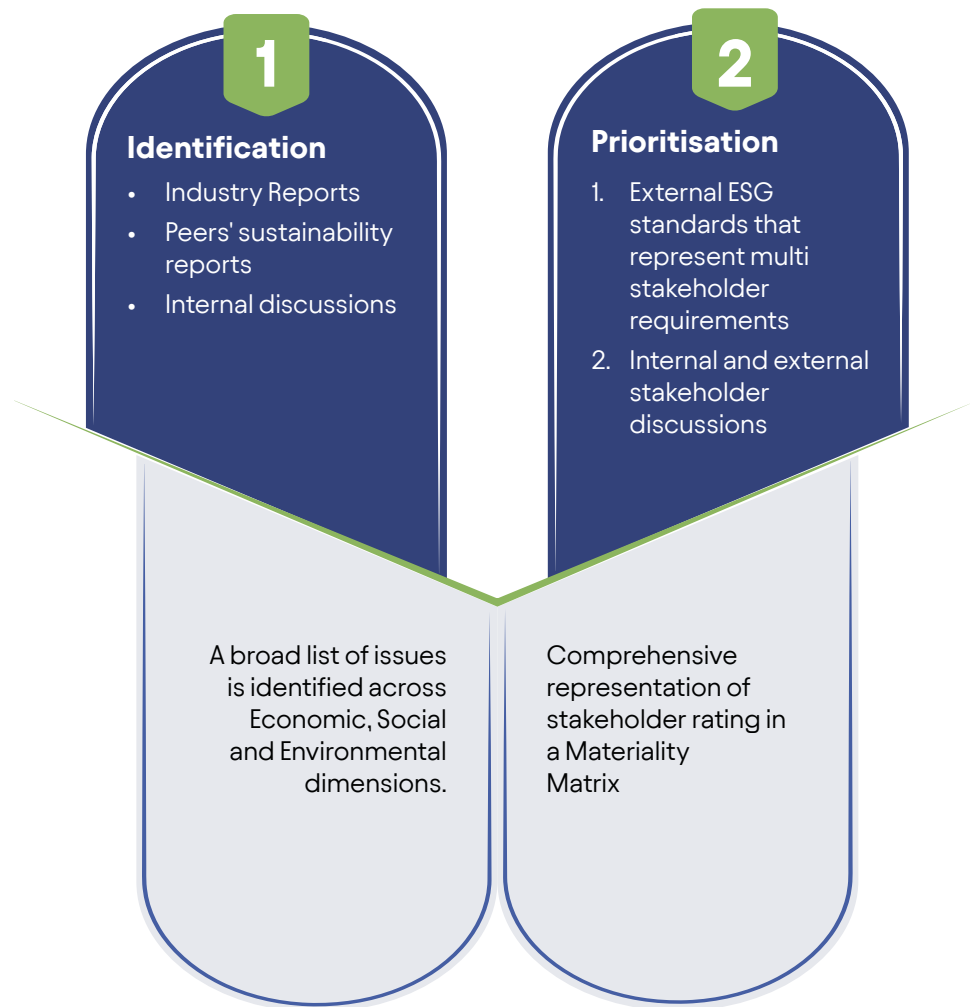 1
Identification
• Industry Reports
• Peers' sustainability
reports
• Internal discussions
A broad list of issues
is identified across
Economic, Social
and Environmental
dimensions.
2
Prioritisation
1. External ESG
standards that
represent multi
stakeholder
requirements
2. Internal and external
stakeholder
discussions
Comprehensive
representation of
stakeholder rating in
a Materiality
Matrix